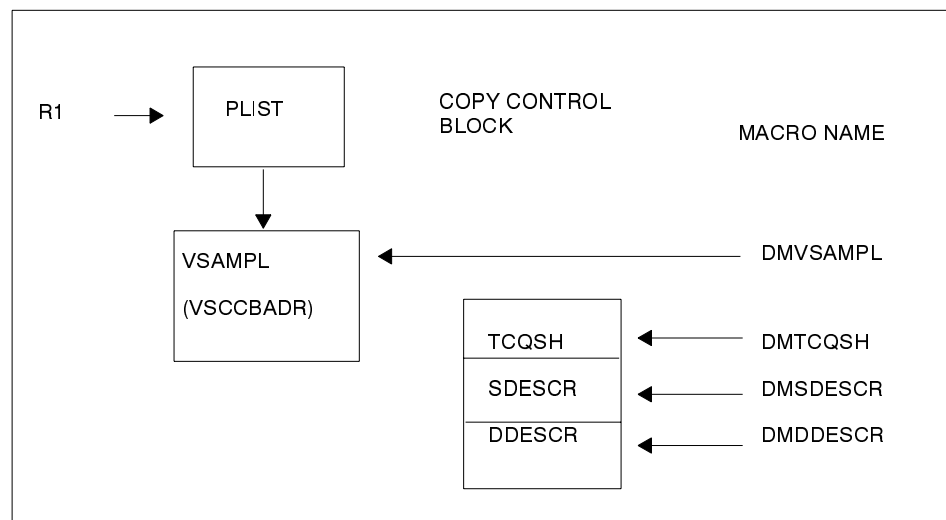 R1
PLIST
COPY CONTROL
BLOCK
MACRO NAME
VSAMPL
(VSCCBADR)
DMVSAMPL
TCQSH
DMTCQSH
SDESCR
DMSDESCR
DDESCR
DMDDESCR